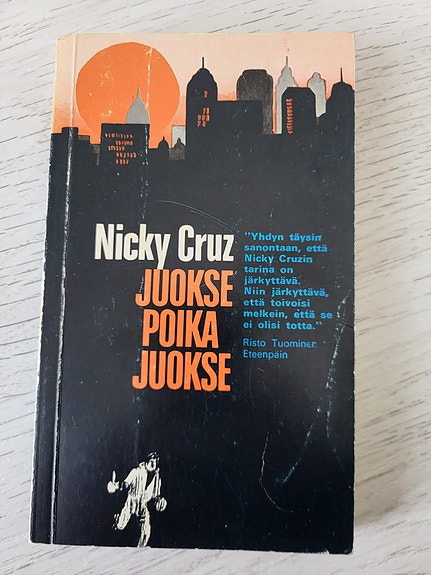 Nicky Cruz
JUOKSE
POIKA
JUOKSE
"Yhdyn täysin
sanontaan, että
Nicky Cruzin
tarina on
järkyttävä.
Niin järkyttävä,
että toivoisi
melkein, että se
ei olisi totta."
Risto Tuominen
Eteenpäin